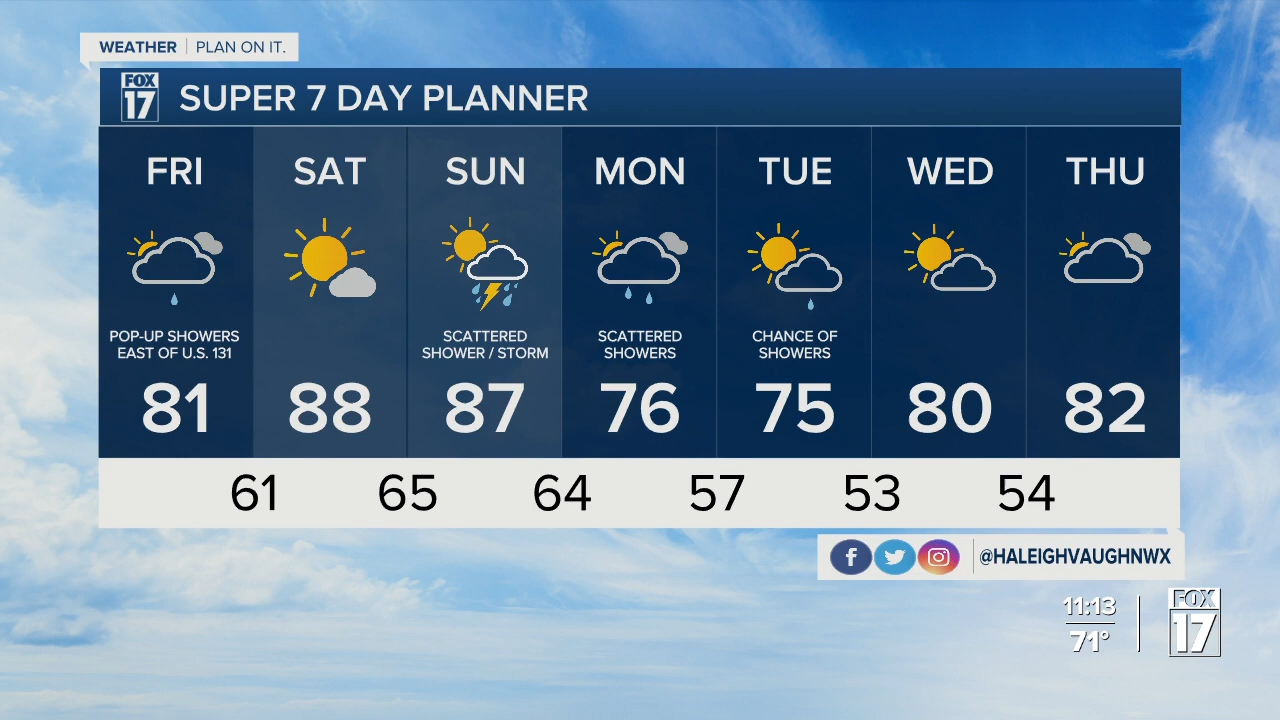 WEATHER | PLAN ON IT.
FOX
17
SUPER 7 DAY PLANNER
FRI
SAT
SUN
MON
TUE
WED
THU
POP-UP SHOWERS
EAST OF U.S. 131
SCATTERED
SHOWER / STORM
SCATTERED
SHOWERS
CHANCE OF
SHOWERS
81
88
87
76
75
80
82
61
65
64
57
53
54
@HALEIGHVAUGHNWX
11:13
71°
FOX
17